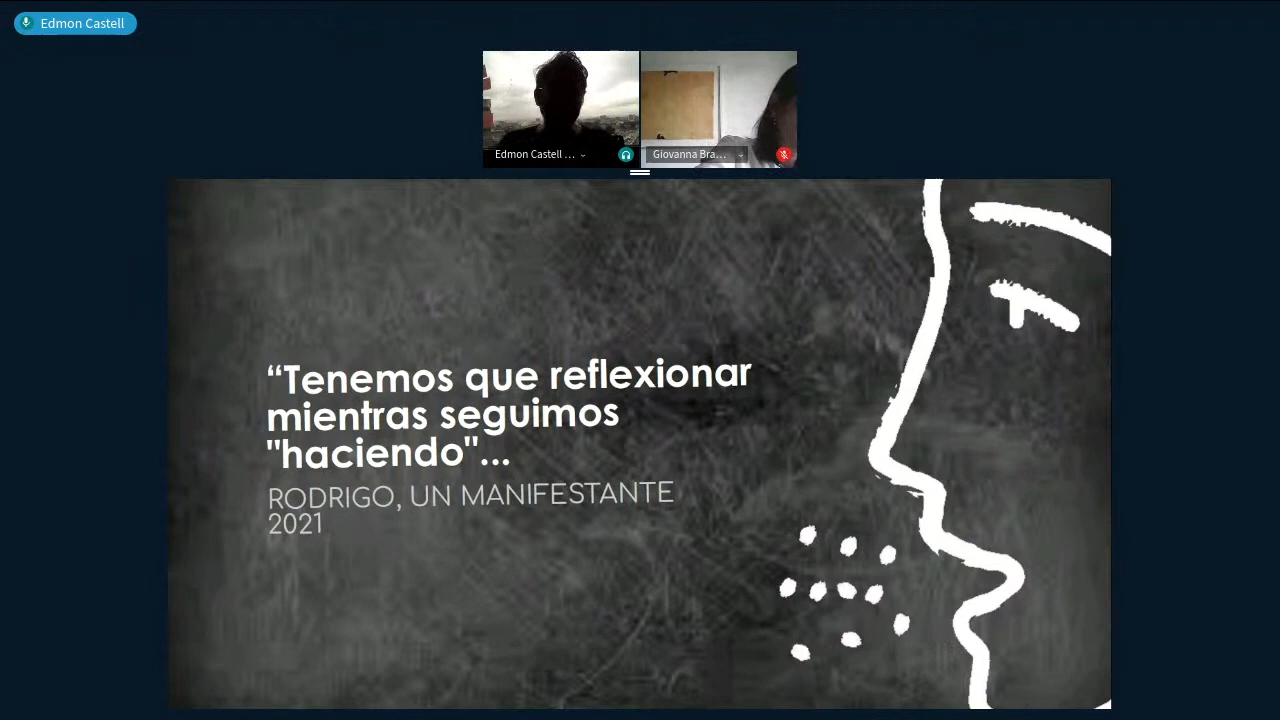 Edmon Castell
Edmon Castell ...
Giovanna Bra...
“Tenemos que reflexionar
mientras seguimos
"haciendo"...
RODRIGO, UN MANIFESTANTE
2021